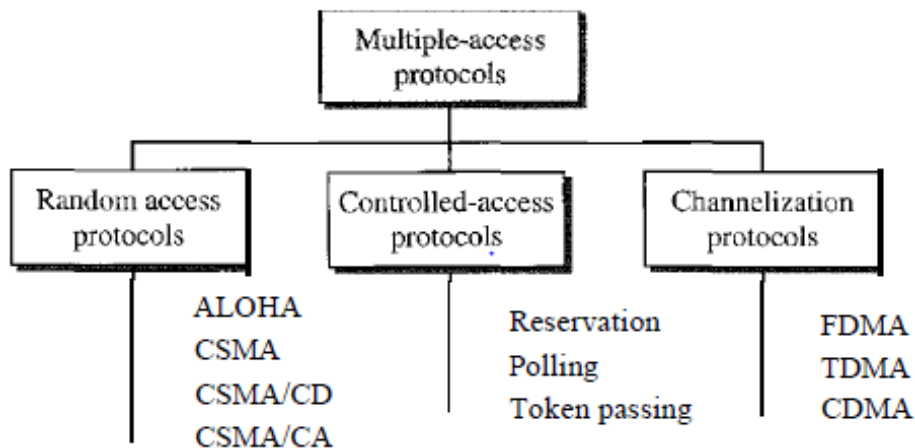 Multiple-access
protocols
Random access
protocols
Controlled-access
protocols
Channelization
protocols
ALOHA
CSMA
CSMA/CD
CSMA/CA
Reservation
Polling
Token passing
FDMA
TDMA
CDMA